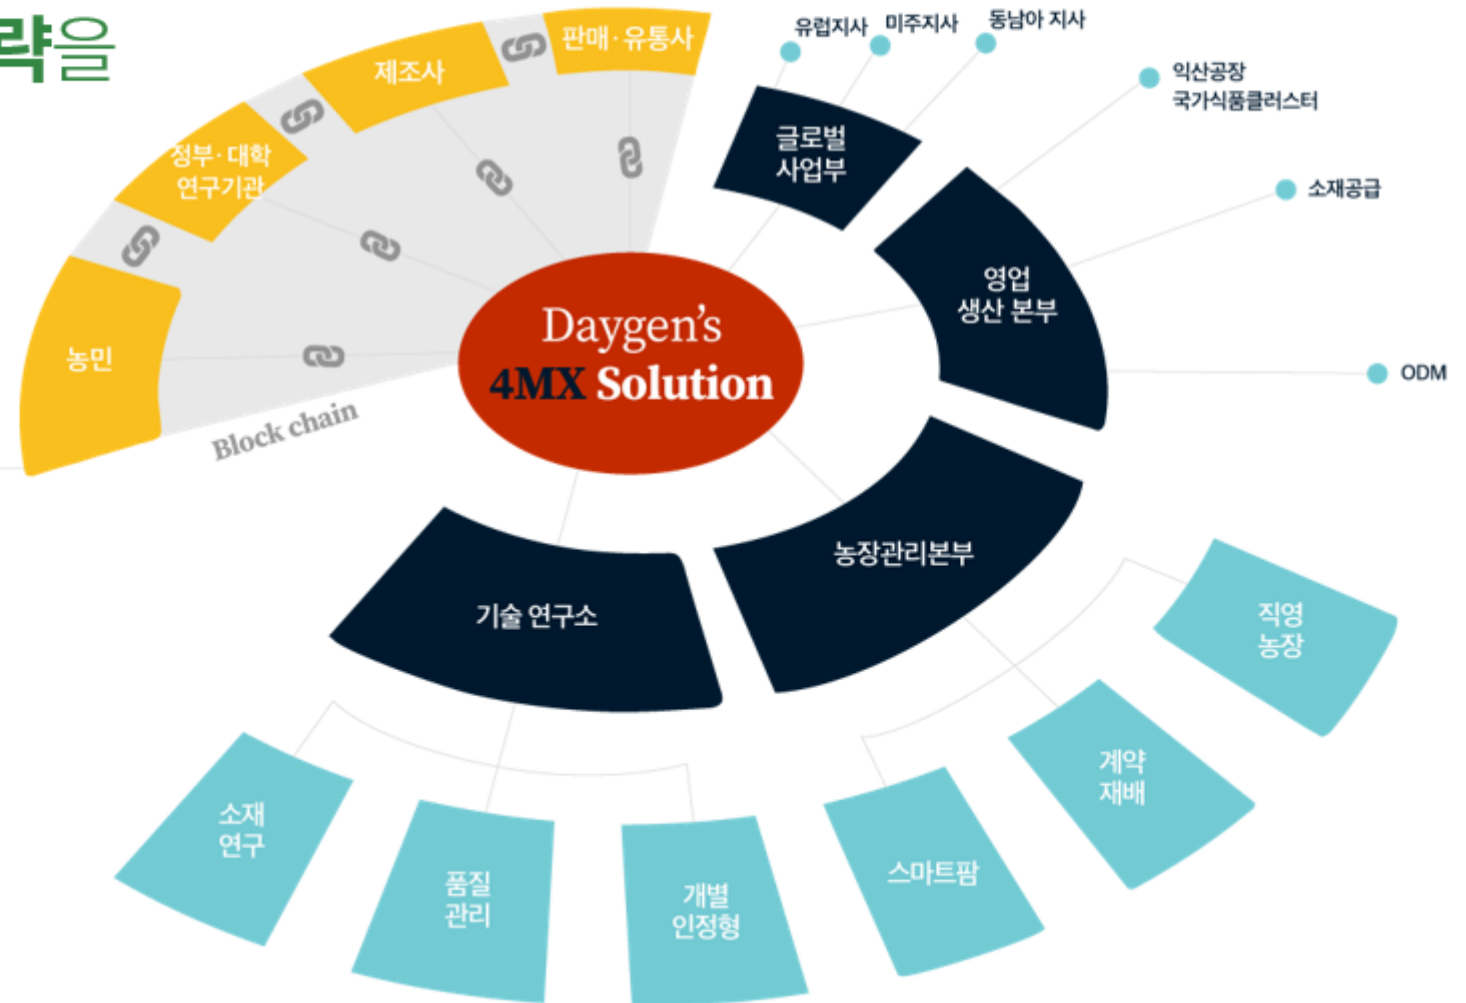 략을
판매·유통사
제조사
정부·대학
연구기관
농민
Block chain
Daygen's
4MX Solution
유럽지사
미주지사
동남아 지사
글로벌
사업부
익산공장
국가식품클러스터
소재공급
영업
생산 본부
ODM
농장관리본부
기술 연구소
직영
농장
계약
재배
스마트팜
개별
인정형
품질
관리
소재
연구